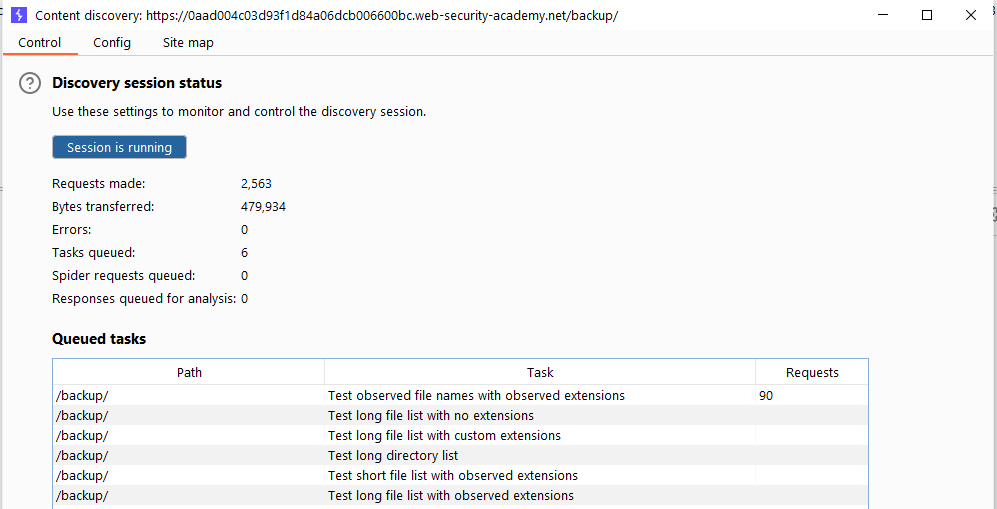 Content discovery: https://0aad004c03d93f1d84a06dcb006600bc.web-security-academy.net/backup/
Control Config Site map
Discovery session status
Use these settings to monitor and control the discovery session.
Session is running
Requests made: 2,563
Bytes transferred: 479,934
Errors: 0
Tasks queued: 6
Spider requests queued: 0
Responses queued for analysis: 0
Queued tasks
Path Task Requests
/backup/ Test observed file names with observed extensions 90
/backup/ Test long file list with no extensions
/backup/ Test long file list with custom extensions
/backup/ Test long directory list
/backup/ Test short file list with observed extensions
/backup/ Test long file list with observed extensions